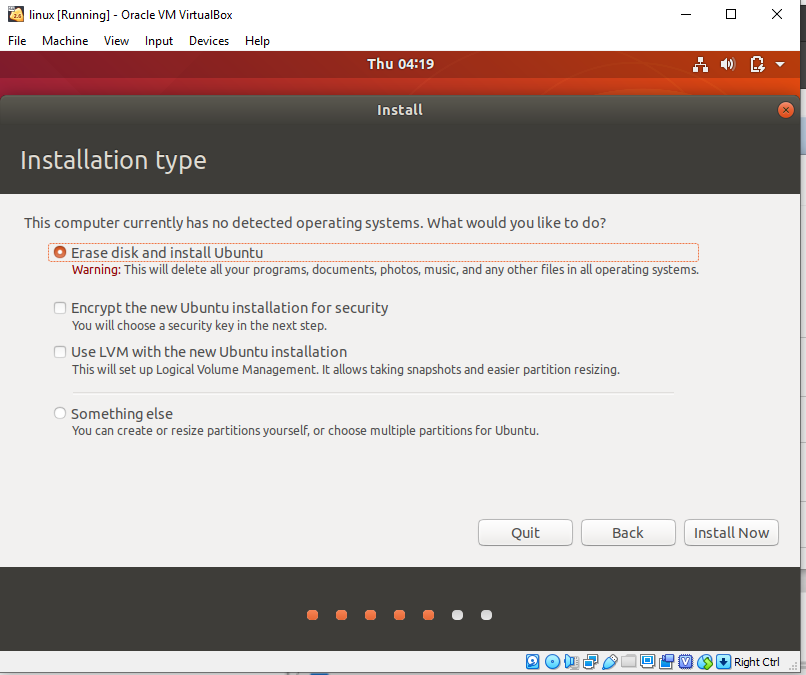 linux [Running] - Oracle VM VirtualBox
File Machine View Input Devices Help
Thu 04:19
Install
Installation type
This computer currently has no detected operating systems. What would you like to do?
Erase disk and install Ubuntu
Warning: This will delete all your programs, documents, photos, music, and any other files in all operating systems.
Encrypt the new Ubuntu installation for security
You will choose a security key in the next step.
Use LVM with the new Ubuntu installation
This will set up Logical Volume Management. It allows taking snapshots and easier partition resizing.
Something else
You can create or resize partitions yourself, or choose multiple partitions for Ubuntu.
Quit Back Install Now
Right Ctrl